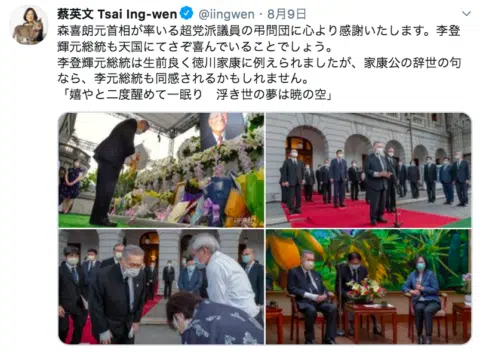 蔡英文 Tsai Ing-wen @iingwen・8月9日
森喜朗元首相が率いる超党派議員の弔問団に心より感謝いたします。李登
輝元総統も天国にてさぞ喜んでいることでしょう。
李登輝元総統は生前良く徳川家康に例えられましたが、家康公の辞世の句
なら、李元総統も同感されるかもしれません。
「嬉やと二度醒めて一眠り　浮き世の夢は暁の空」